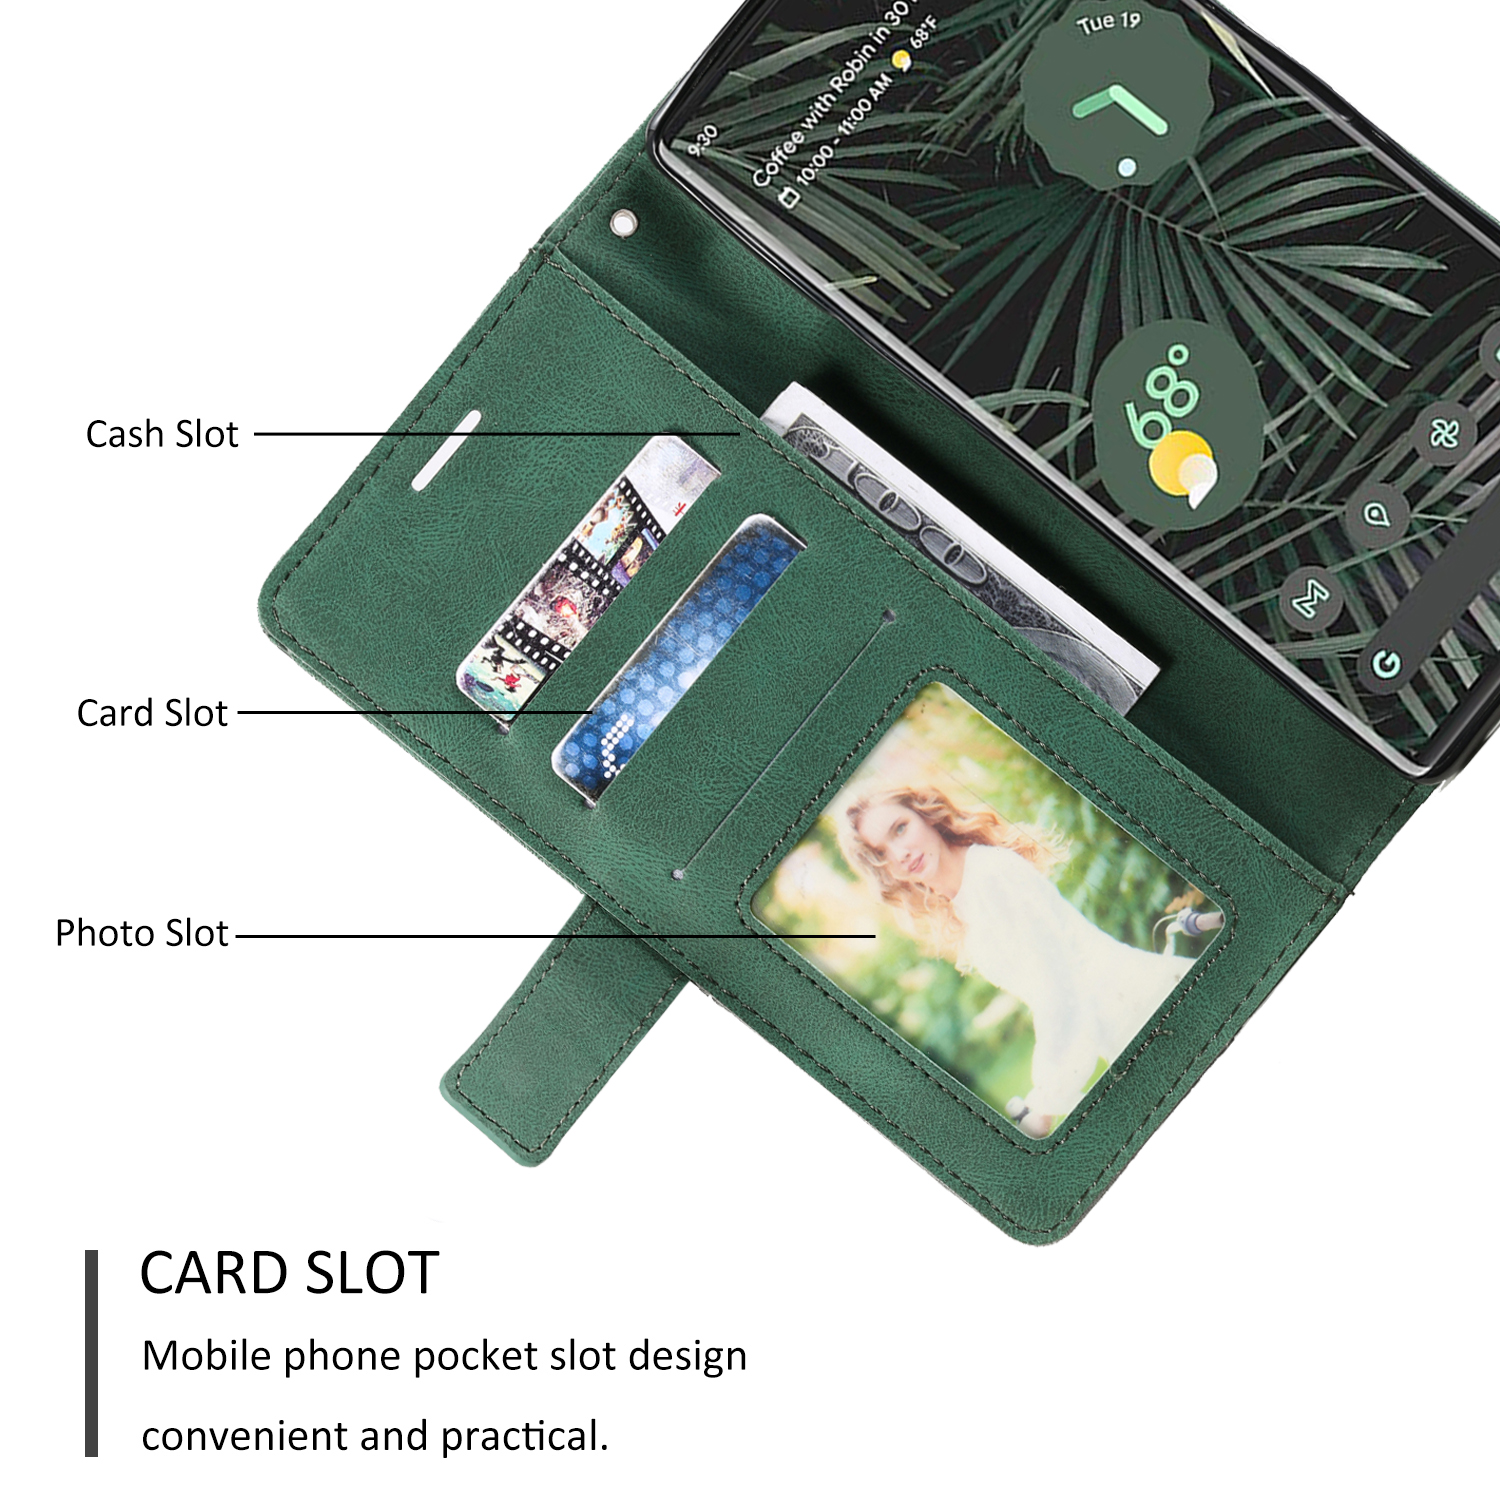 Tue 19
9:30
Coffee with Robin in 30
10:00 - 11:00 AM 68°F
68°
Cash Slot
Card Slot
Photo Slot
CARD SLOT
Mobile phone pocket slot design
convenient and practical.